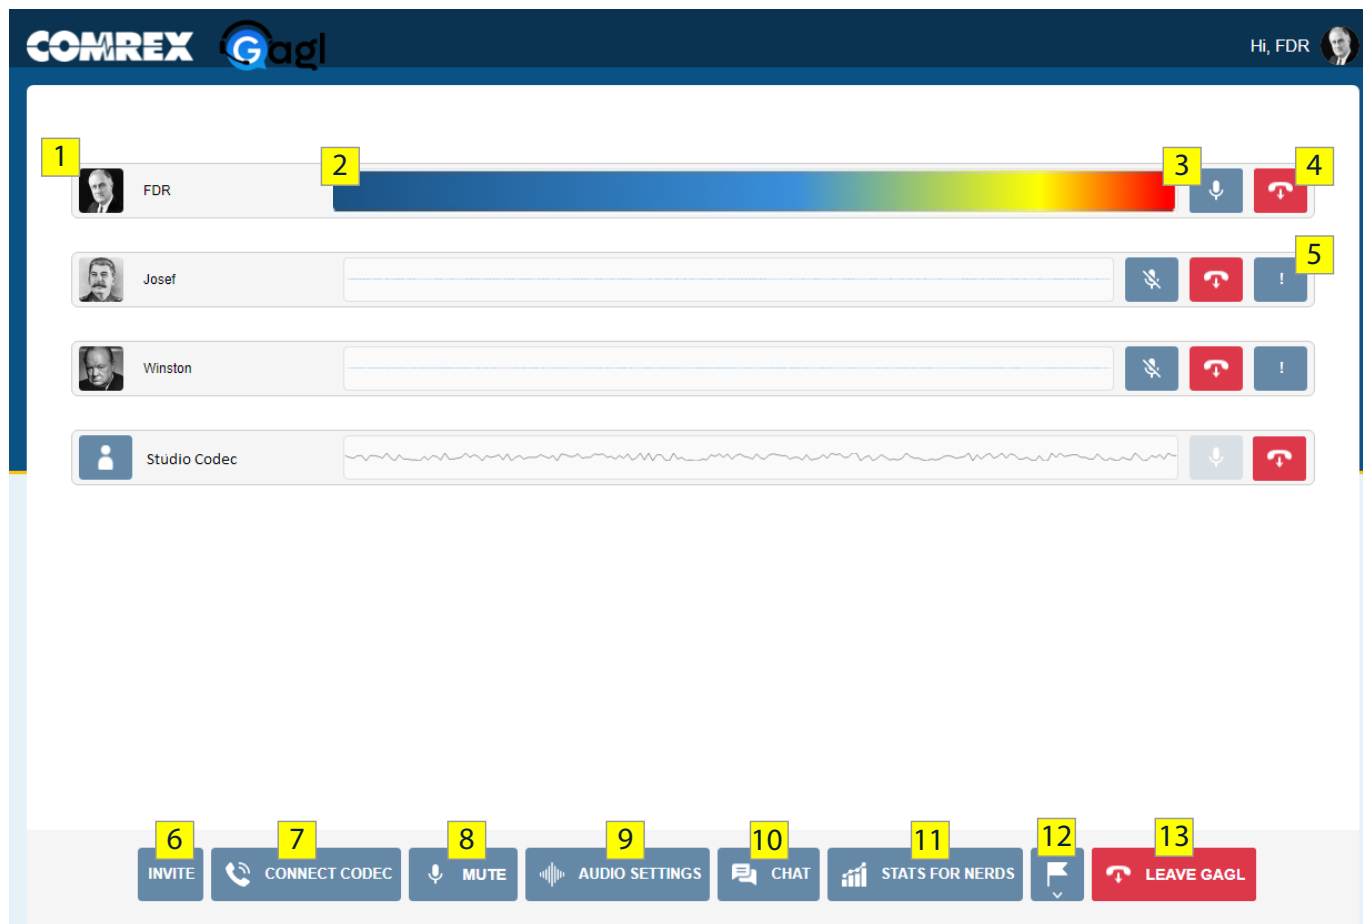 COMREX Gagl Hi, FDR
1 2 3 4
FDR
5
Josef !
Winston !
Studio Codec
6 7 8 9 10 11 12 13
INVITE CONNECT CODEC MUTE AUDIO SETTINGS CHAT STATS FOR NERDS LEAVE GAGL